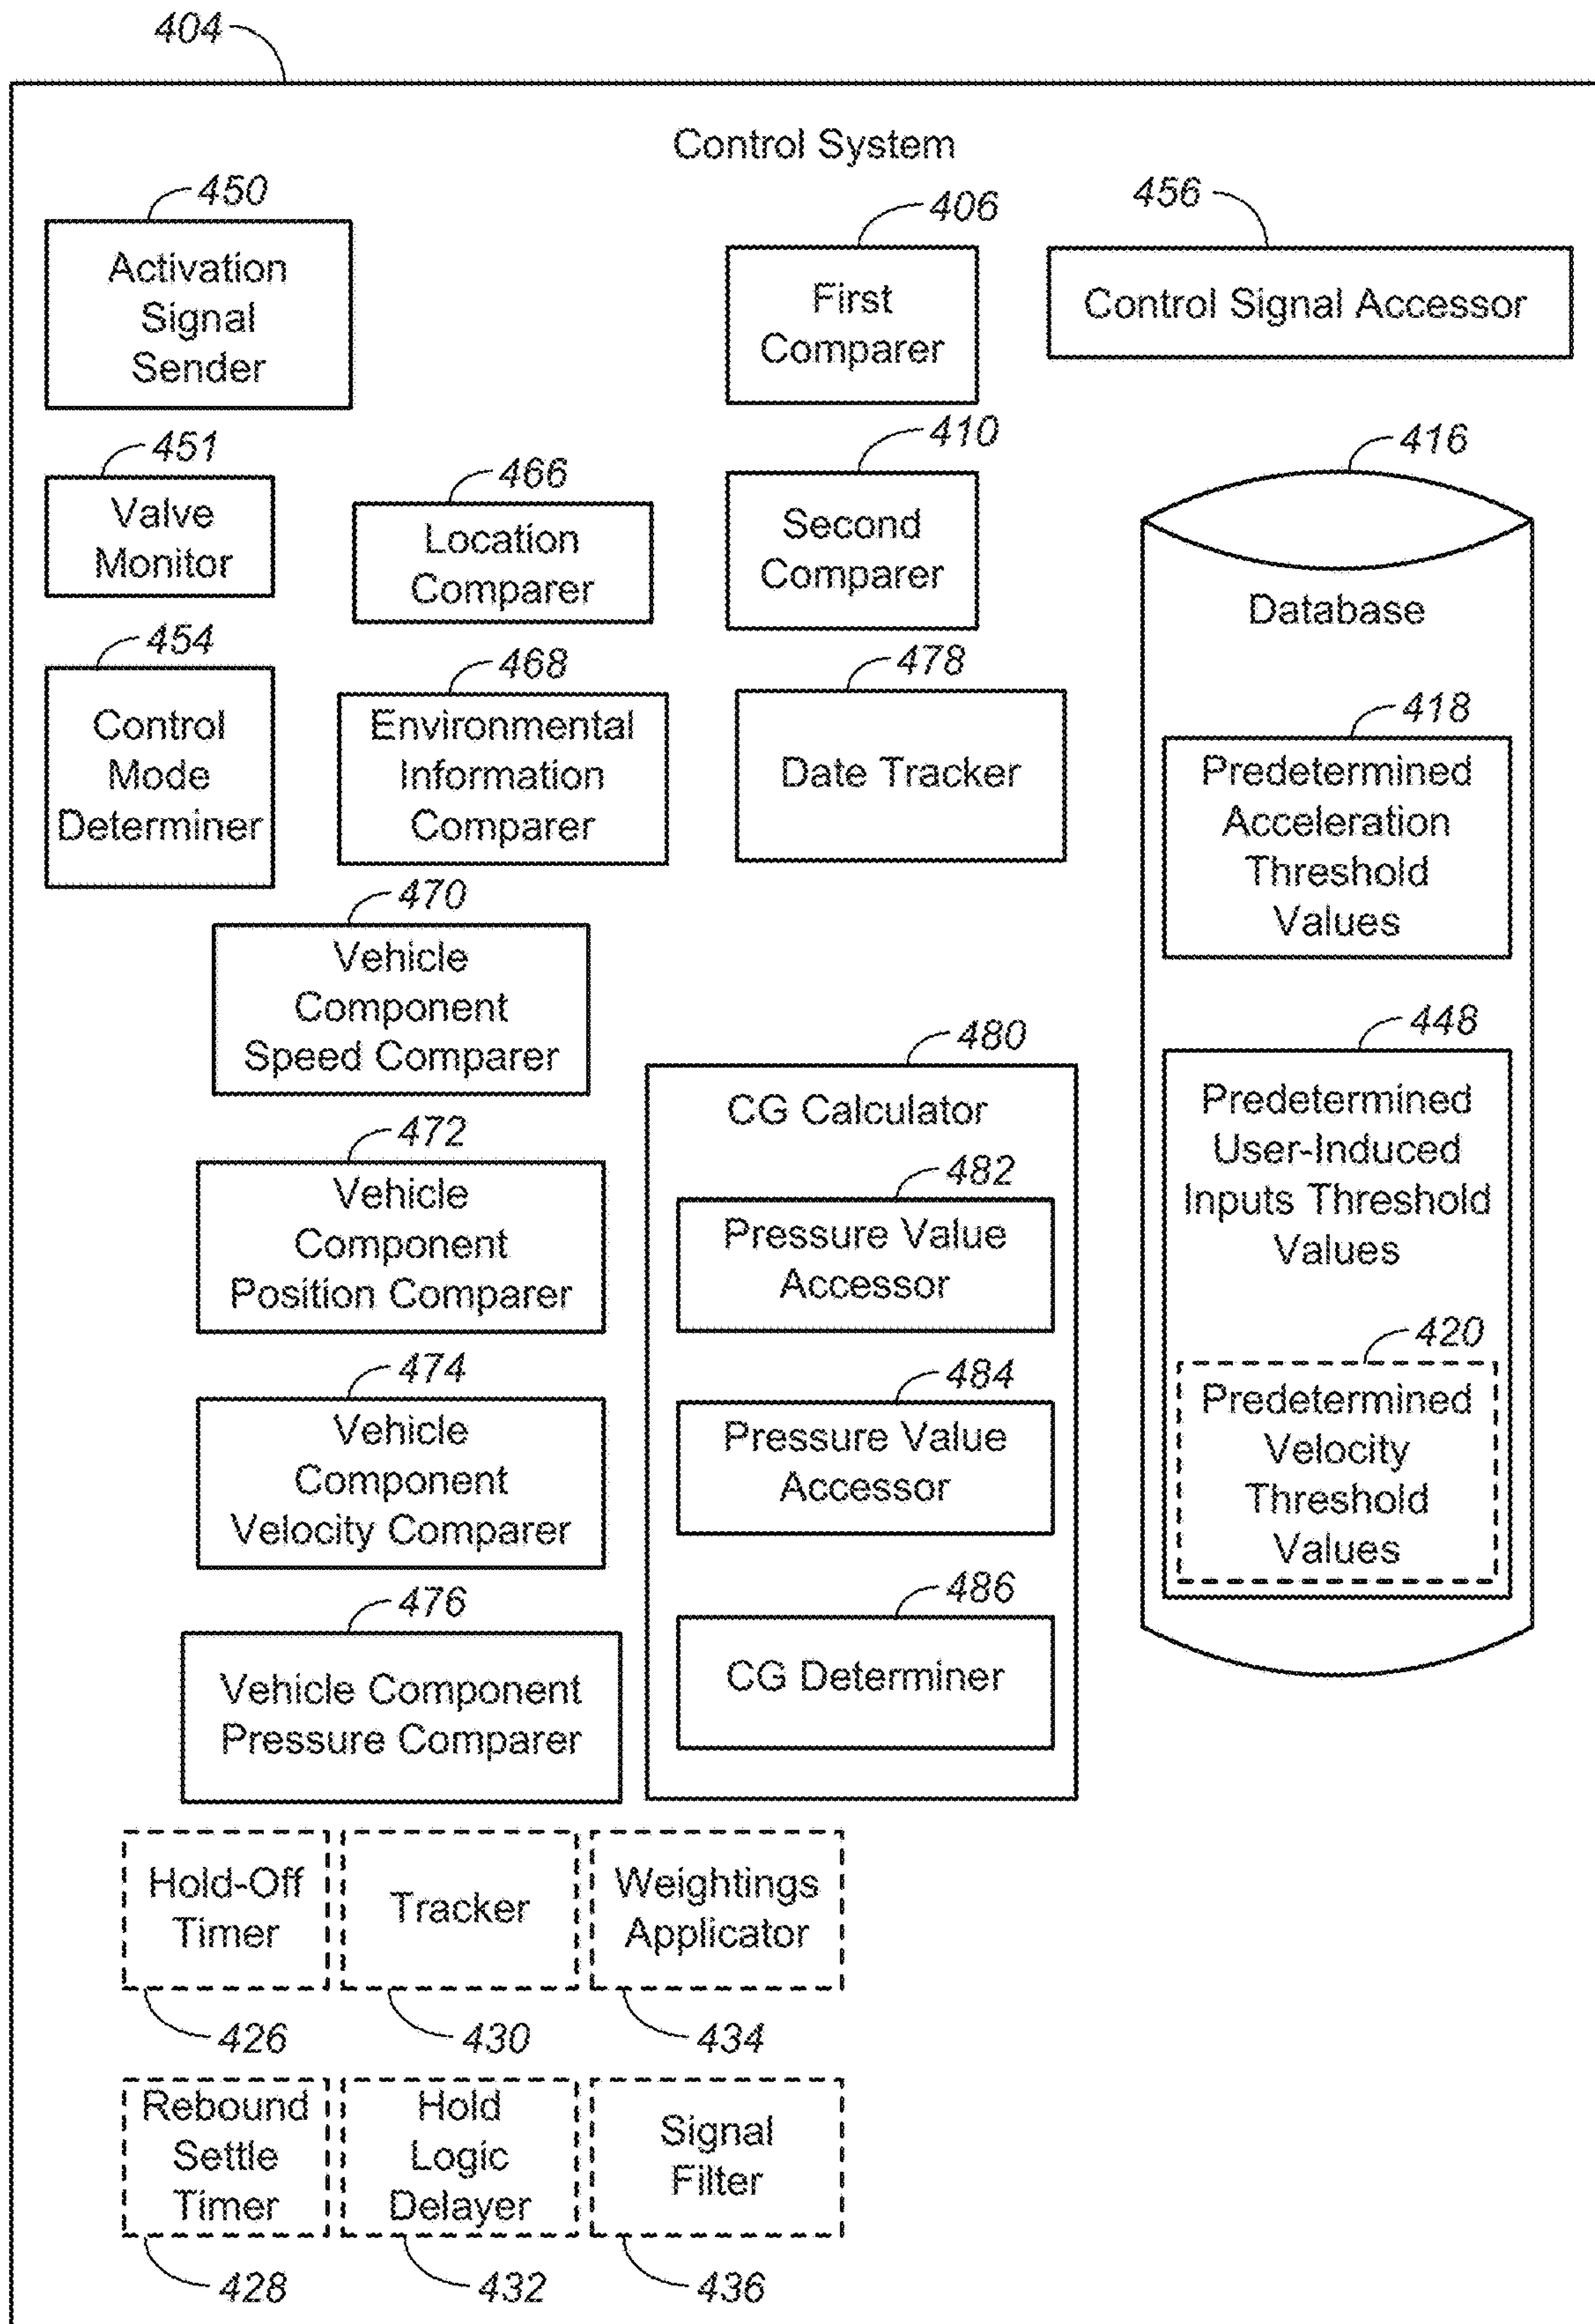 404
Control System
450
Activation
Signal
Sender
406
First
Comparer
456
Control Signal Accessor
451
Valve
Monitor
466
Location
Comparer
410
Second
Comparer
416
Database
454
Control
Mode
Determiner
468
Environmental
Information
Comparer
478
Date Tracker
418
Predetermined
Acceleration
Threshold
Values
470
Vehicle
Component
Speed Comparer
448
Predetermined
User-Induced
Inputs Threshold
Values
420
Predetermined
Velocity
Threshold
Values
472
Vehicle
Component
Position Comparer
474
Vehicle
Component
Velocity Comparer
476
Vehicle Component
Pressure Comparer
480
CG Calculator
482
Pressure Value
Accessor
484
Pressure Value
Accessor
486
CG Determiner
Hold-Off
Timer
426
Tracker
430
Weightings
Applicator
434
Rebound
Settle
Timer
428
Hold
Logic
Delayer
432
Signal
Filter
436